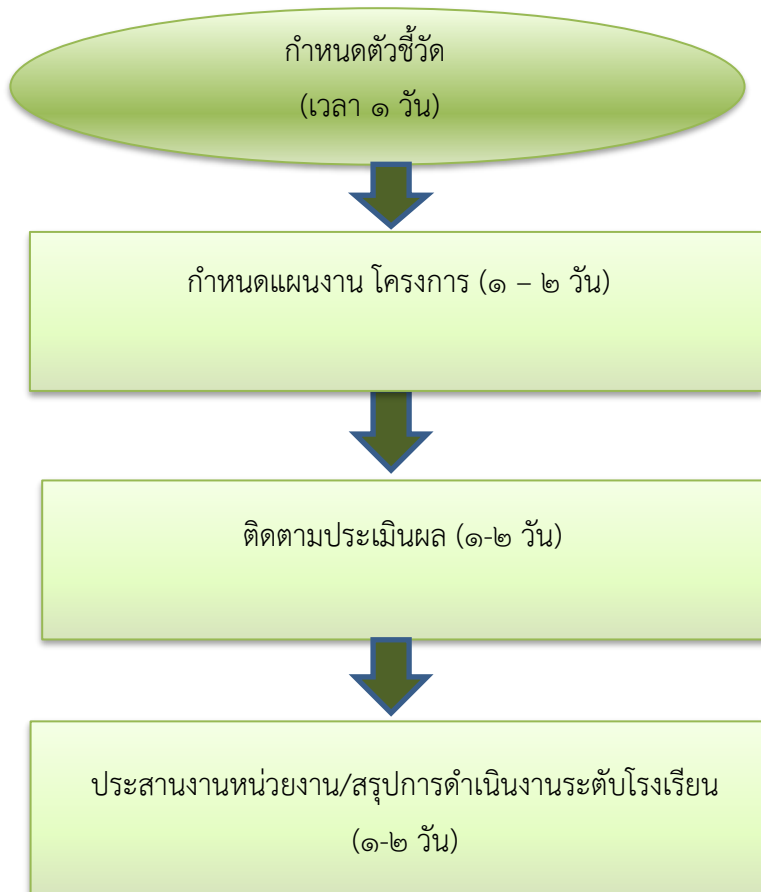 กำหนดตัวชี้วัด
(เวลา ๑ วัน)
กำหนดแผนงาน โครงการ (๑ – ๒ วัน)
ติดตามประเมินผล (๑-๒ วัน)
ประสานงานหน่วยงาน/สรุปการดำเนินงานระตับโรงเรียน
(๑-๒ วัน)